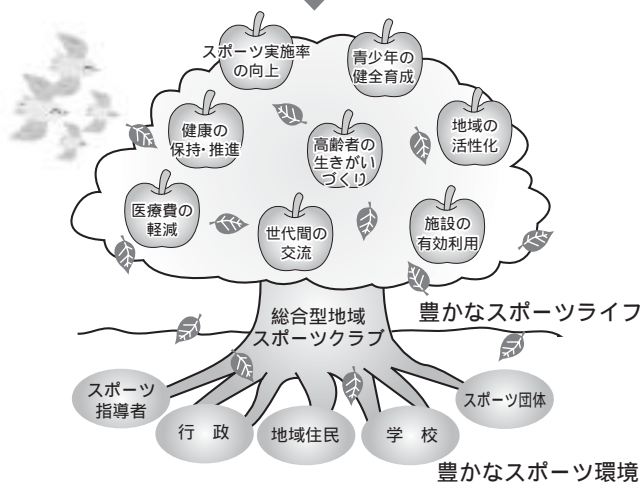 スポーツ実施率
の向上
青少年の
健全育成
健康の
保持・推進
高齢者の
生きがい
づくり
地域の
活性化
医療費の
軽減
世代間の
交流
施設の
有効利用
総合型地域
スポーツクラブ
豊かなスポーツライフ
スポーツ
指導者
行 政
地域住民
学 校
スポーツ団体
豊かなスポーツ環境